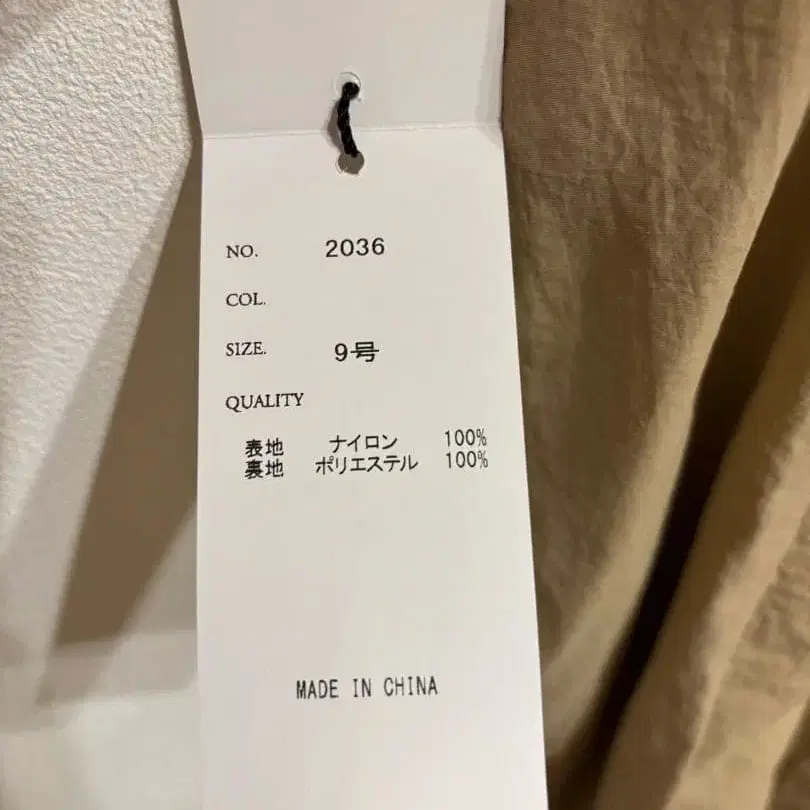 NO. 2036
COL.
SIZE. 9号
QUALITY
表地 ナイロン 100%
裏地 ポリエステル 100%
MADE IN CHINA